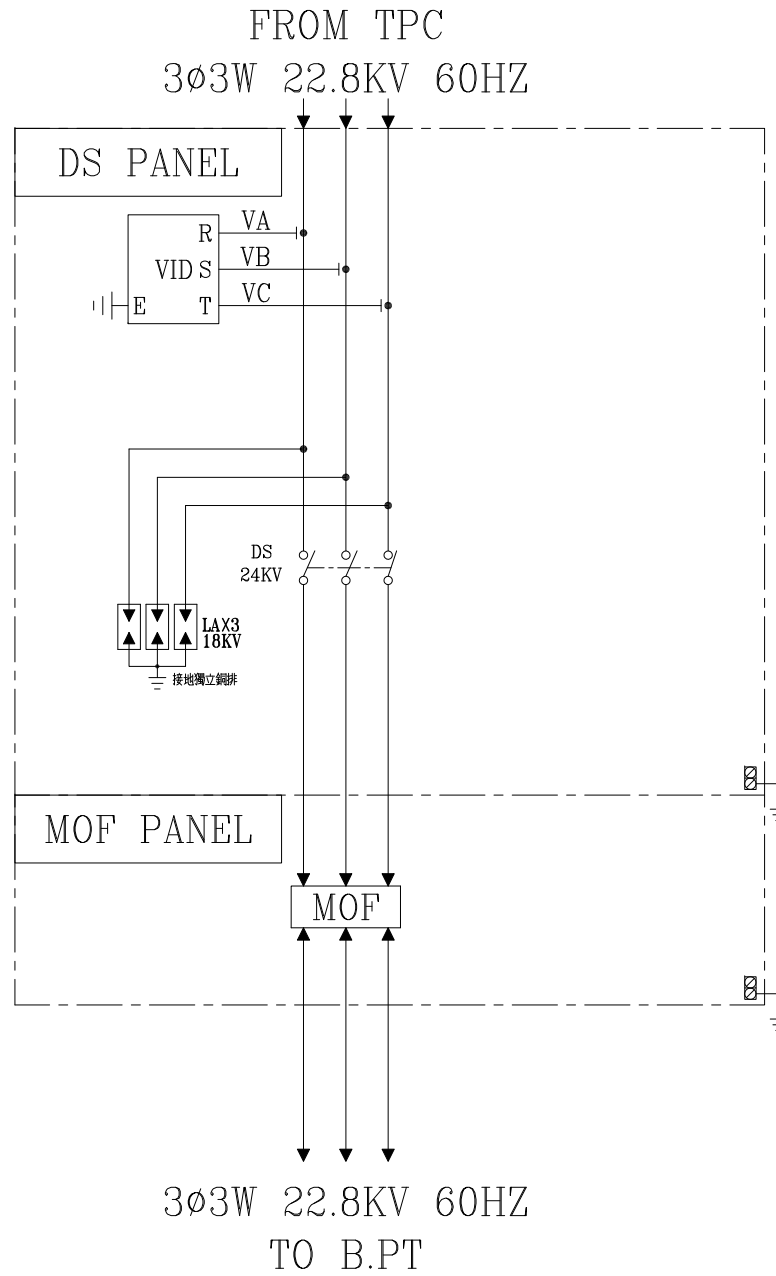 FROM TPC
3ø3W 22.8KV 60HZ
DS PANEL
R VA
VID S VB
E T VC
DS
24KV
LAX3
18KV
接地獨立銅排
MOF PANEL
MOF
3ø3W 22.8KV 60HZ
TO B.PT